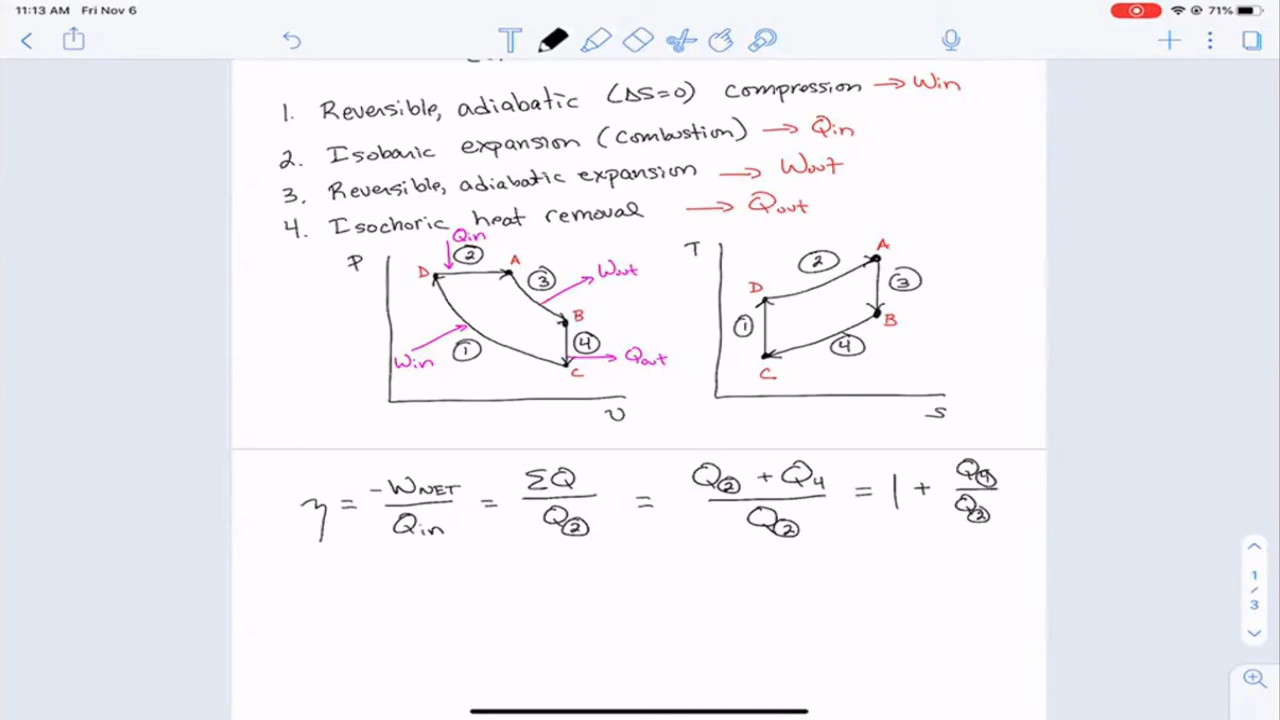 11:13 AM Fri Nov 6
71%
1. Reversible, adiabatic (ΔS=0) compression → Win
2. Isobaric expansion (combustion) → Qin
3. Reversible, adiabatic expansion → Wout
4. Isochoric heat removal → Qout
P
Qin
D ② A
③ Wout
B
Win ① ④ Qout
C
V
T
A
②
D ③
① B
④
C
S
η = -WNET / Qin = ΣQ / Q② = (Q② + Q4) / Q② = 1 + Q④ / Q②
1
/
3